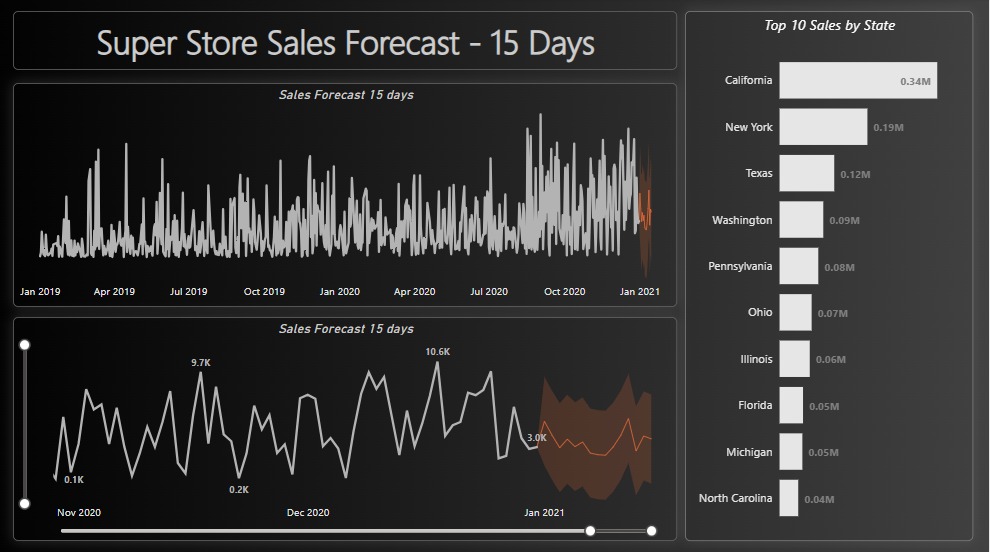 Super Store Sales Forecast - 15 Days
Sales Forecast 15 days
Jan 2019 Apr 2019 Jul 2019 Oct 2019 Jan 2020 Apr 2020 Jul 2020 Oct 2020 Jan 2021
Sales Forecast 15 days
10.6K
9.7K
3.0K
0.1K
0.2K
Nov 2020 Dec 2020 Jan 2021
Top 10 Sales by State
California 0.34M
New York 0.19M
Texas 0.12M
Washington 0.09M
Pennsylvania 0.08M
Ohio 0.07M
Illinois 0.06M
Florida 0.05M
Michigan 0.05M
North Carolina 0.04M